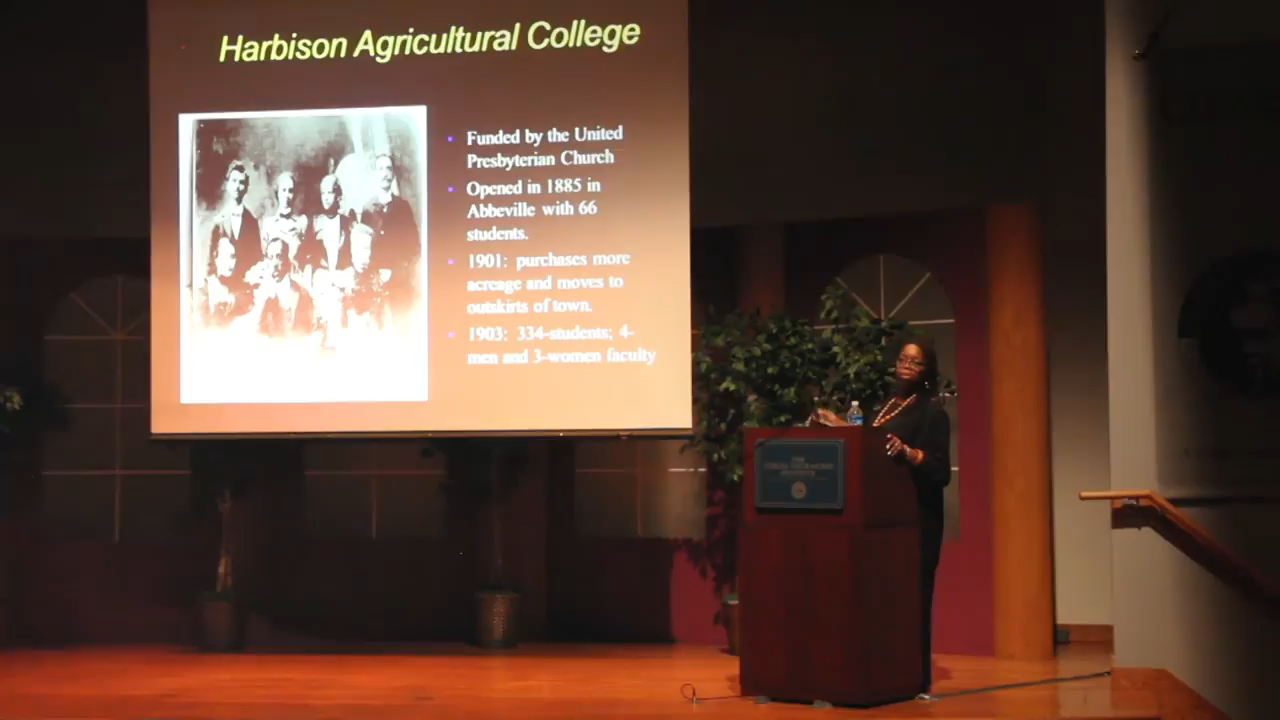 Harbison Agricultural College
• Funded by the United
Presbyterian Church
• Opened in 1885 in
Abbeville with 66
students.
• 1901: purchases more
acreage and moves to
outskirts of town.
• 1903: 334-students; 4-
men and 3-women faculty